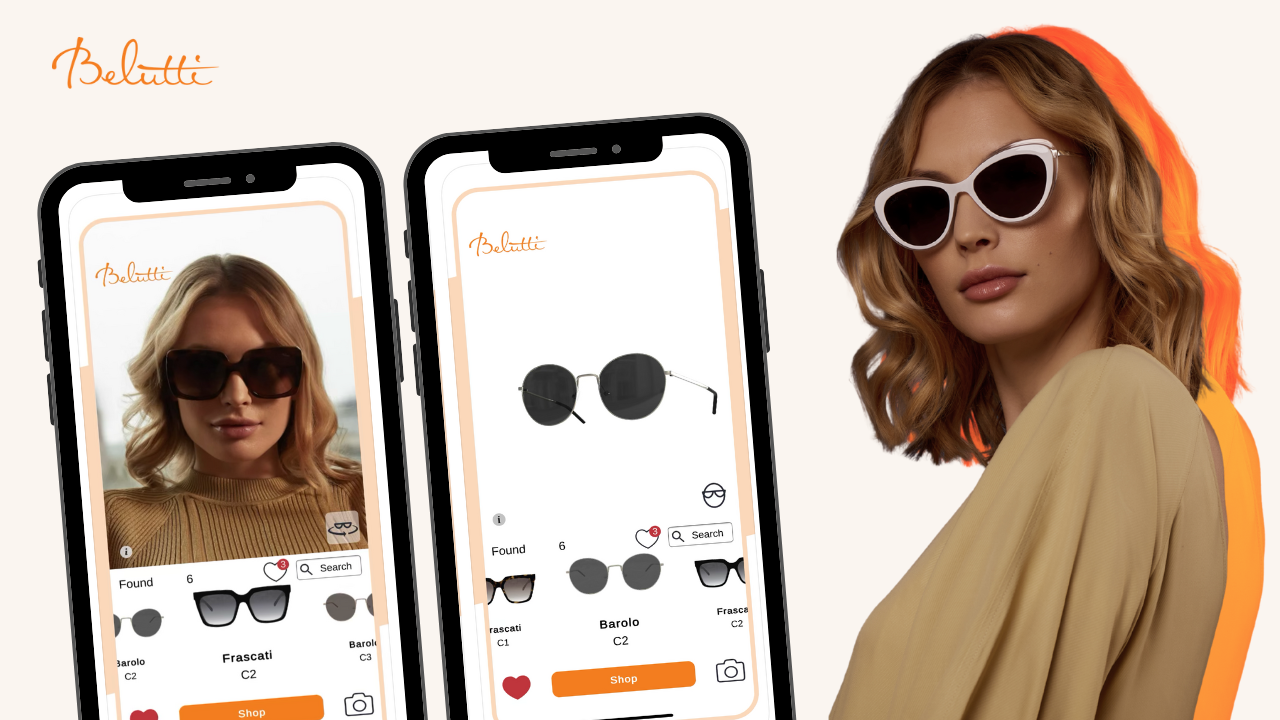 Belutti
Belutti
i
Found 6 3 Search
Barolo
C2
Frascati
C2
Barolo
C3
Shop
Belutti
i
Found 6 3 Search
rascati
C1
Barolo
C2
Frasca
C2
Shop